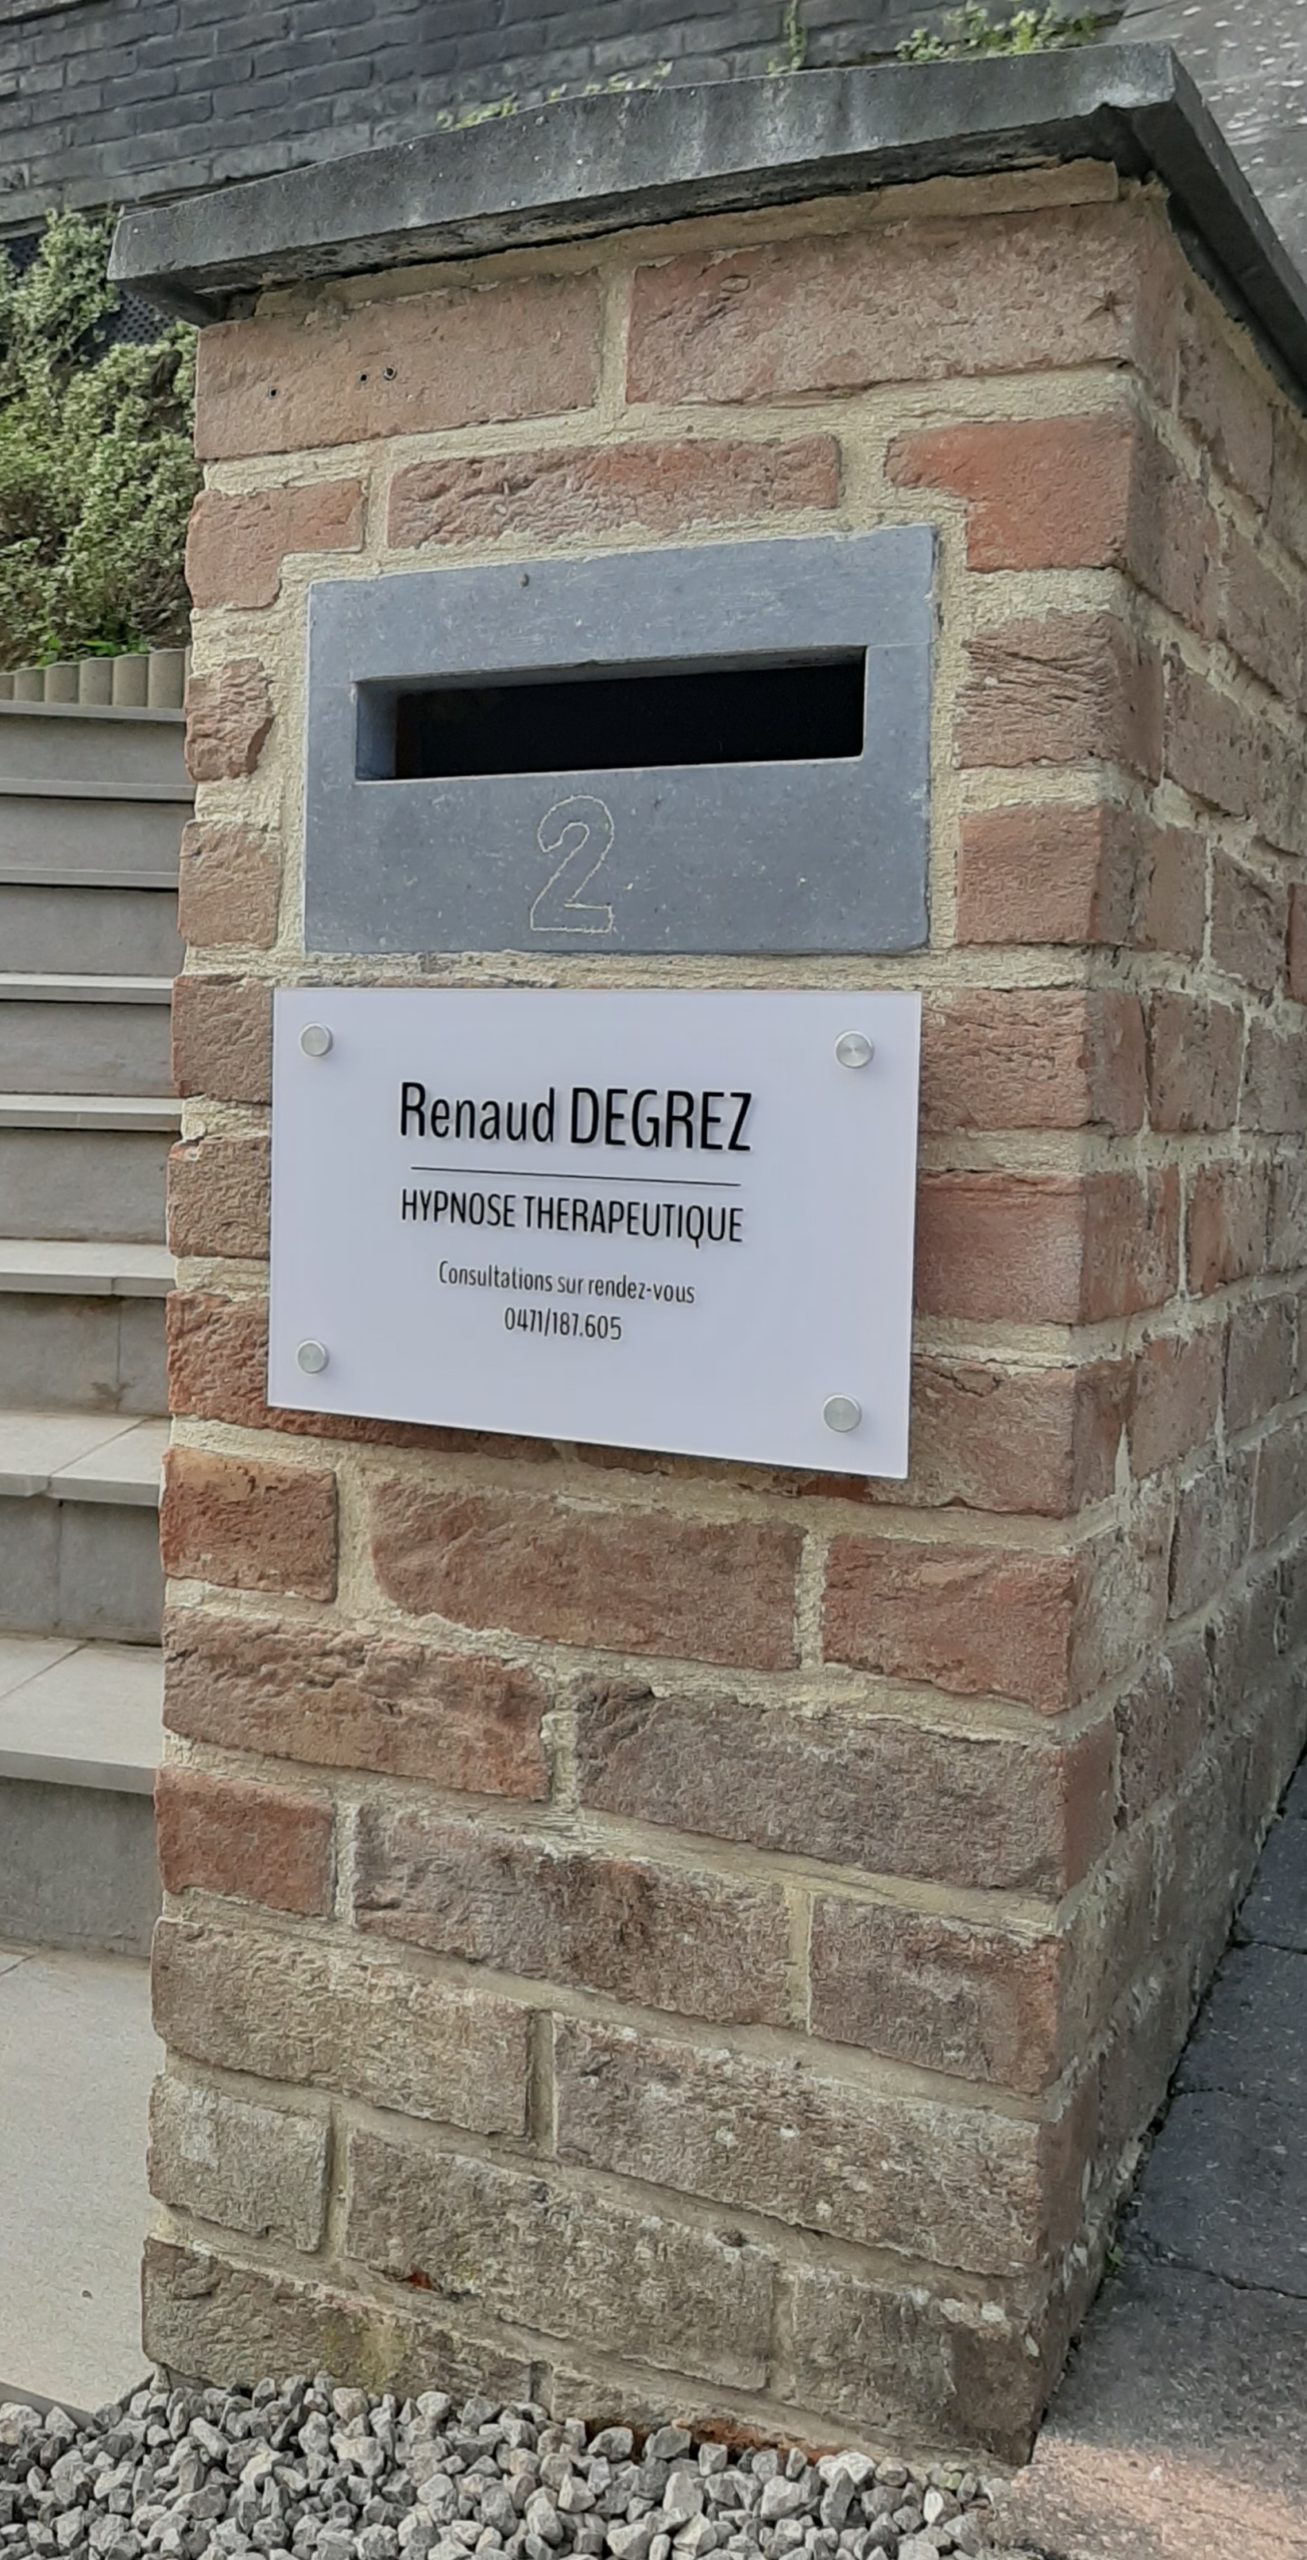 2
Renaud DEGREZ
HYPNOSE THERAPEUTIQUE
Consultations sur rendez-vous
0471/187.605